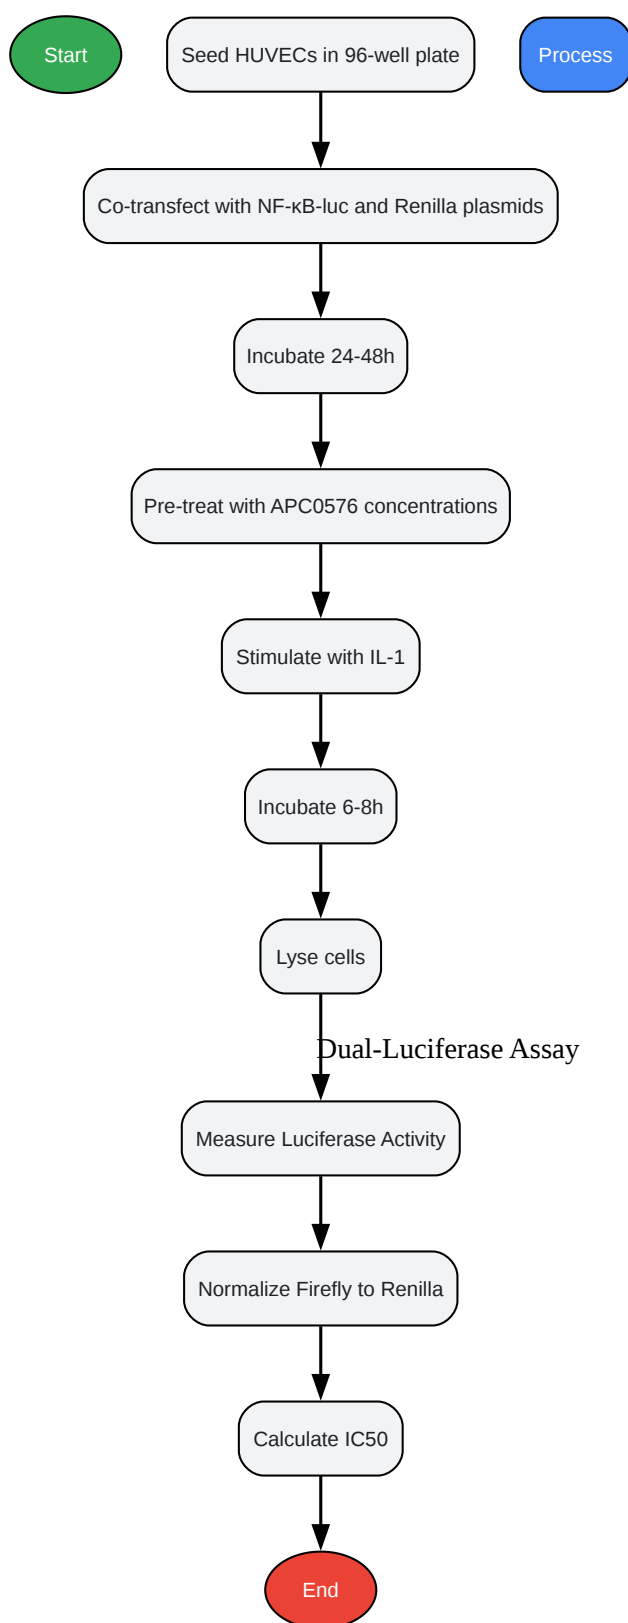 Start
Seed HUVECs in 96-well plate
Process
Co-transfect with NF-κB-luc and Renilla plasmids
Incubate 24-48h
Pre-treat with APC0576 concentrations
Stimulate with IL-1
Incubate 6-8h
Lyse cells
Dual-Luciferase Assay
Measure Luciferase Activity
Normalize Firefly to Renilla
Calculate IC50
End